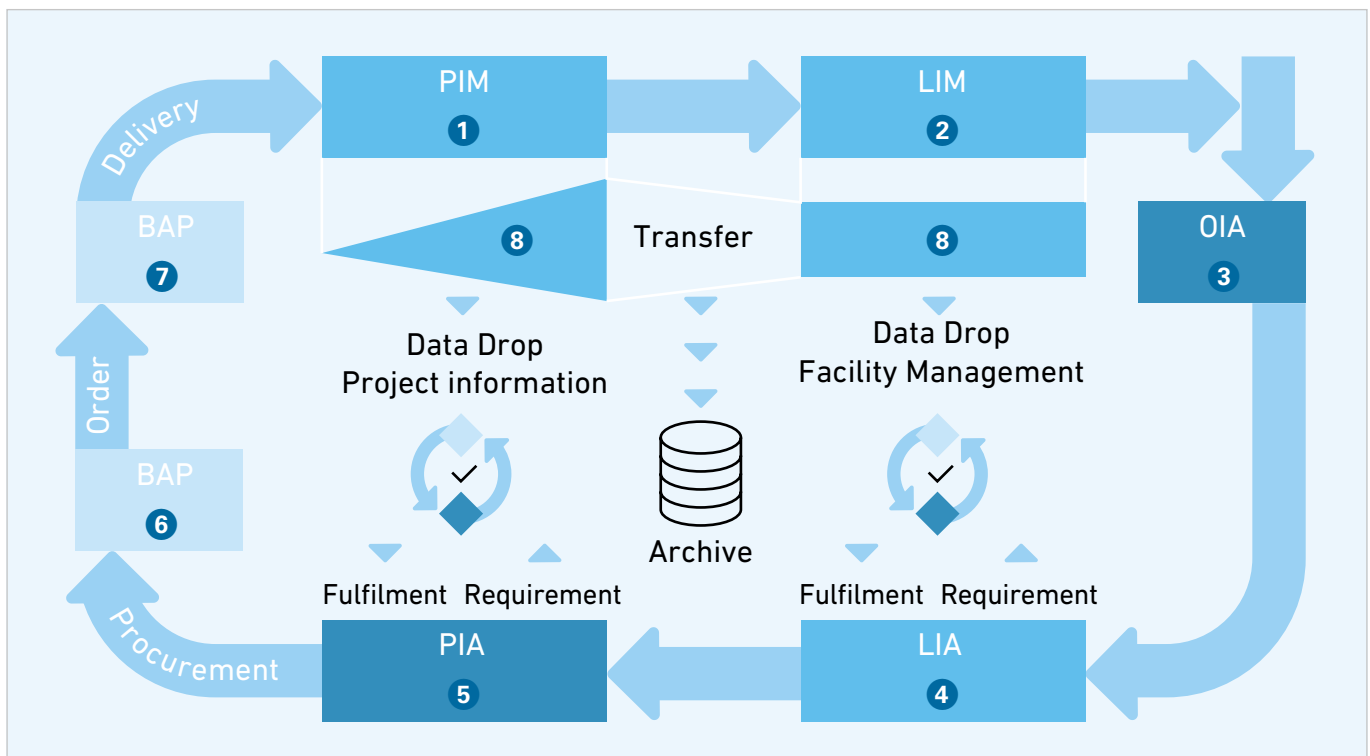 PIM
1
LIM
2
Delivery
BAP
7
8
Transfer
8
OIA
3
Data Drop
Project information
Data Drop
Facility Management
Order
BAP
6
Archive
Fulfilment Requirement
Fulfilment Requirement
Procurement
PIA
5
LIA
4